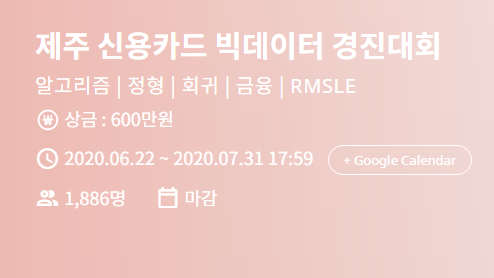 제주 신용카드 빅데이터 경진대회
알고리즘 | 정형 | 회귀 | 금융 | RMSLE
₩ 상금 : 600만원
2020.06.22 ~ 2020.07.31 17:59 + Google Calendar
1,886명 마감